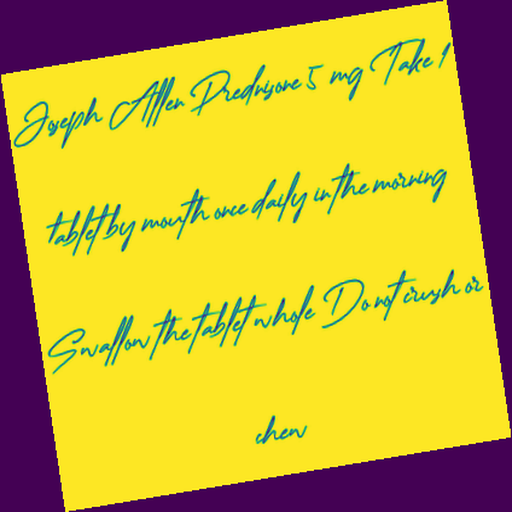 Joseph Allen Prednisone 5 mg Take 1
tablet by mouth once daily in the morning
Swallow the tablet whole Do not crush or
chew